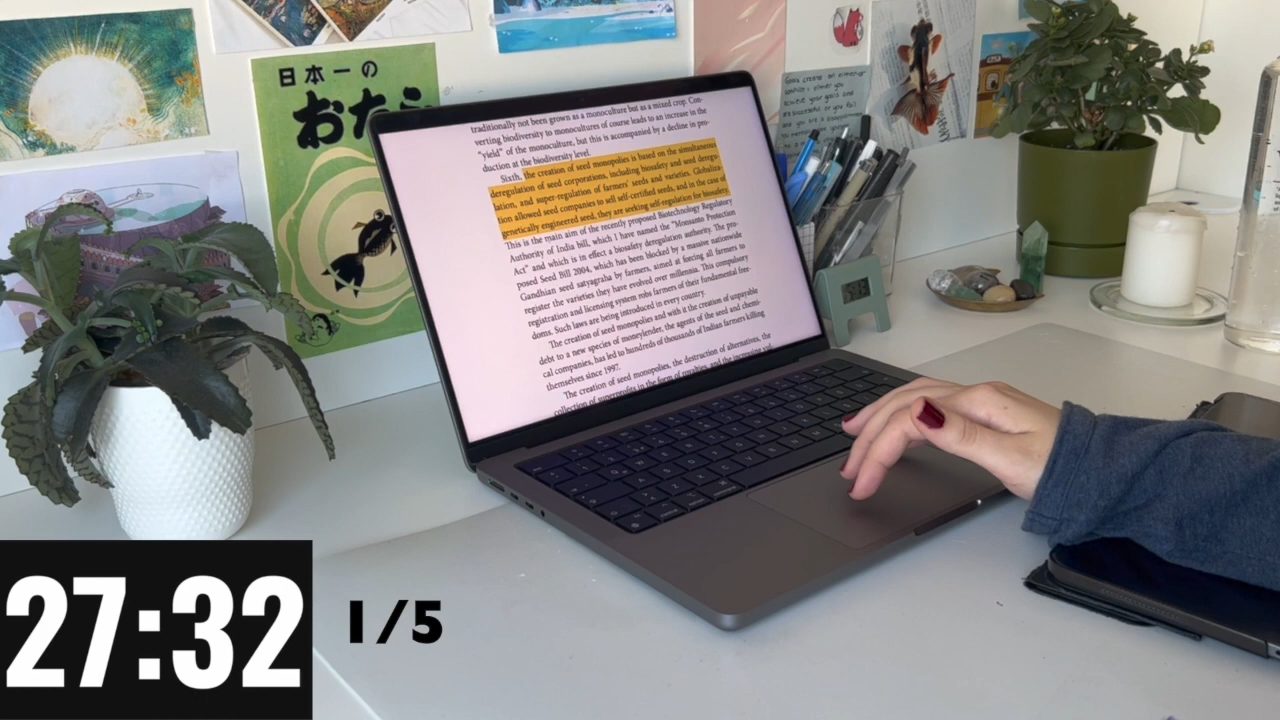 日本一の
おたら
traditionally not been grown as a monoculture but as a mixed crop. Con-
verting biodiversity to monocultures of course leads to an increase in the
"yield" of the monoculture, but this is accompanied by a decline in pro-
duction at the biodiversity level.
Sixth, the creation of seed monopolies is based on the simultaneous
deregulation of seed corporations, including biosafety and seed deregu-
lation, and super-regulation of farmers' seeds and varieties. Globaliza-
tion allowed seed companies to sell self-certified seeds, and in the case of
genetically engineered seed, they are seeking self-regulation for biosafety.
This is the main aim of the recently proposed Biotechnology Regulatory
Authority of India bill, which I have named the "Monsanto Protection
Act" and which is in effect a biosafety deregulation authority. The pro-
posed Seed Bill 2004, which has been blocked by a massive nationwide
Gandhian seed satyagraha by farmers, aimed at forcing all farmers to
register the varieties they have evolved over millennia. This compulsory
registration and licensing system robs farmers of their fundamental free-
doms. Such laws are being introduced in every country.
The creation of seed monopolies and with it the creation of unpayable
debt to a new species of moneylender, the agents of the seed and chemi-
cal companies, has led to hundreds of thousands of Indian farmers killing
themselves since 1997.
The creation of seed monopolies, the destruction of alternatives, the
collection of superprofits in the form of royalties, and the increasing
27:32
1/5